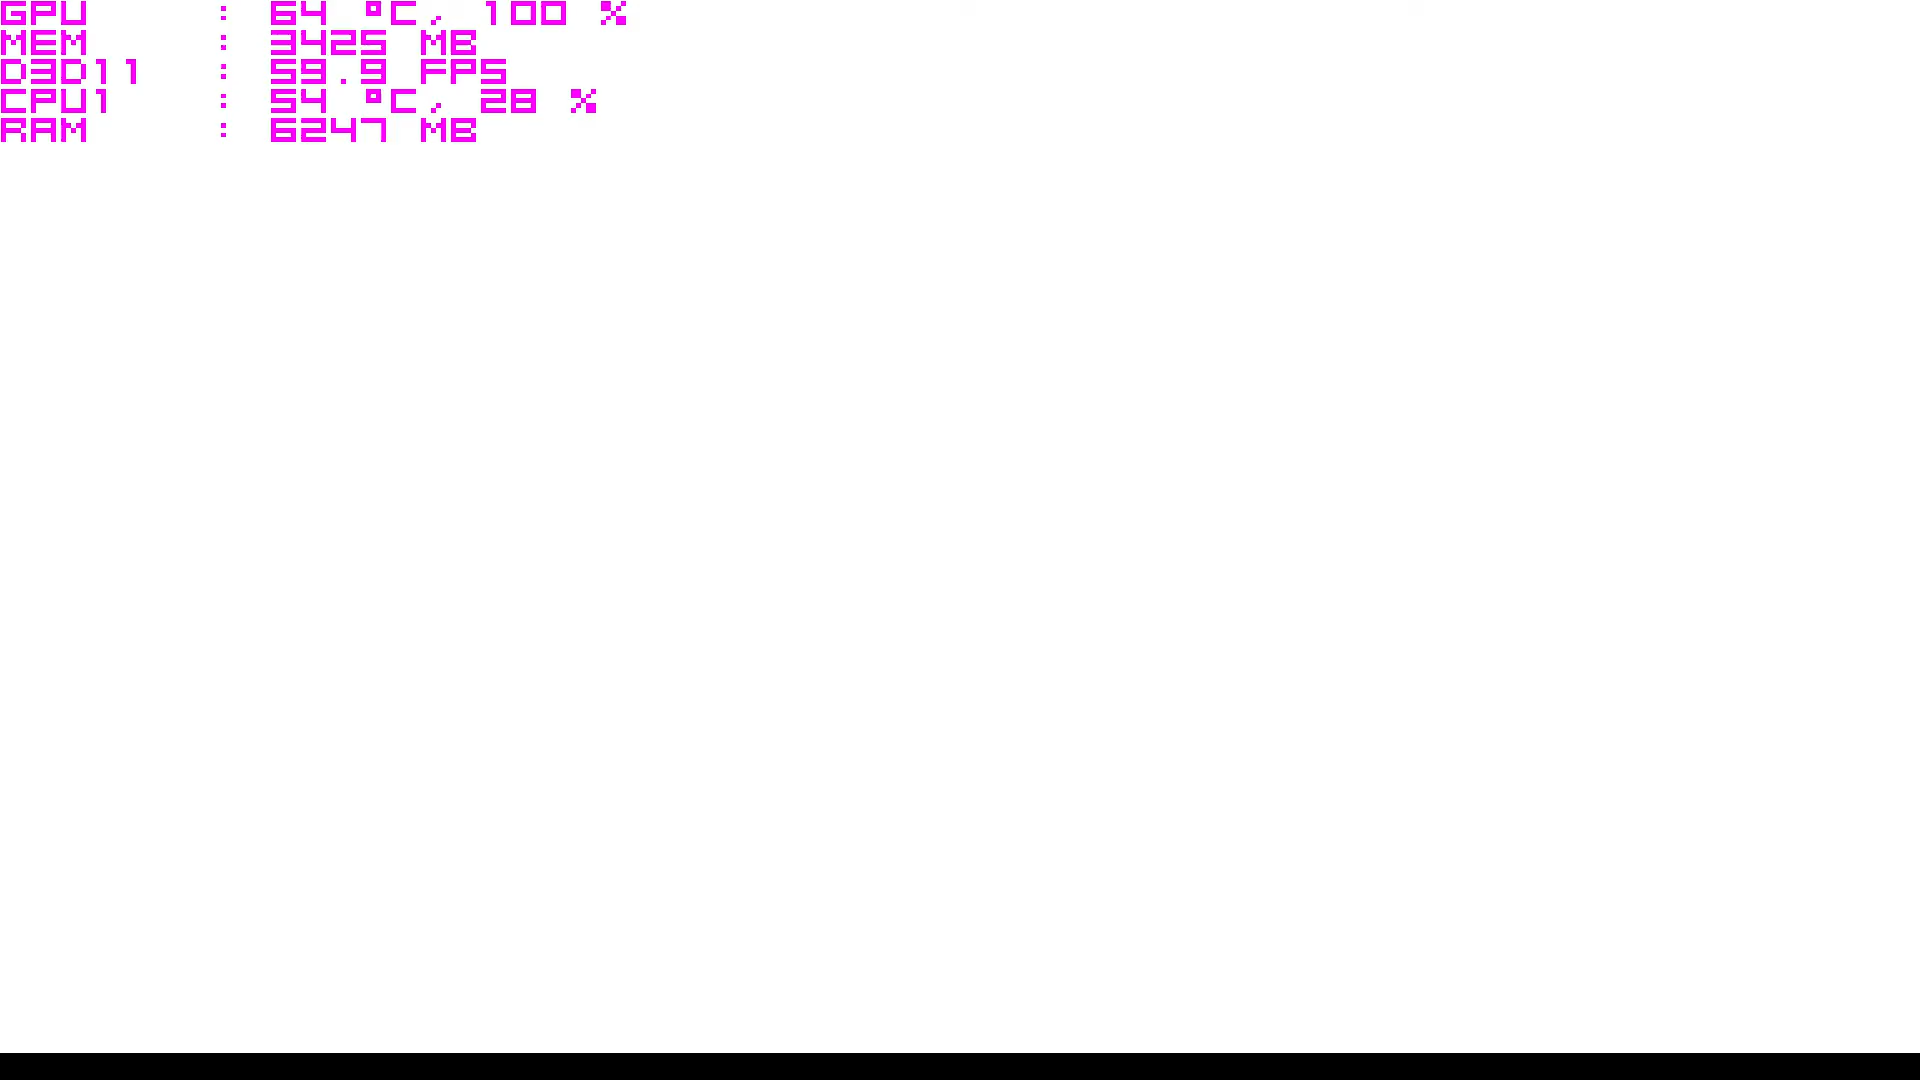 GPU : 64 °C, 100 %
MEM : 3425 MB
D3D11 : 59.9 FPS
CPU1 : 54 °C, 28 %
RAM : 6247 MB